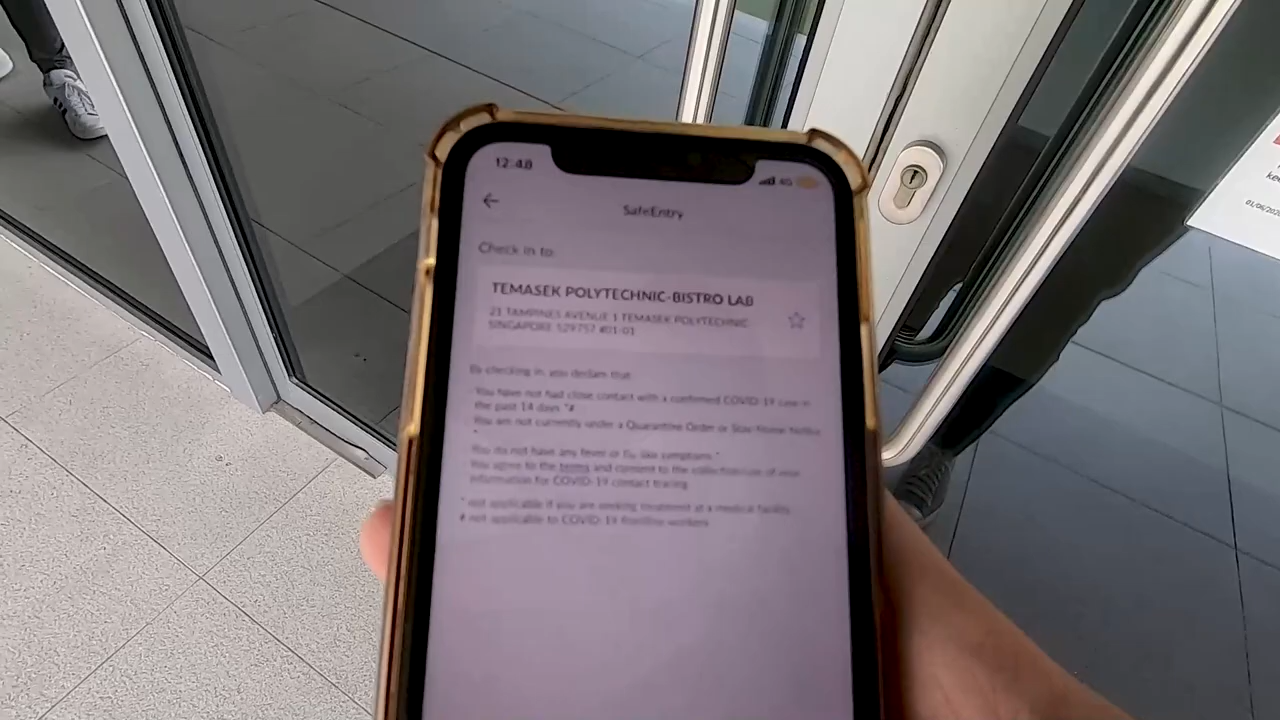 12:48
4G
SafeEntry
Check in to:
TEMASEK POLYTECHNIC-BISTRO LAB
21 TAMPINES AVENUE 1 TEMASEK POLYTECHNIC
SINGAPORE 529757 #01-01
By checking in, you declare that:
You have not had close contact with a confirmed COVID-19 case in
the past 14 days *#
You are not currently under a Quarantine Order or Stay-Home Notice
*
You do not have any fever or flu-like symptoms *
You agree to the terms and consent to the collection/use of your
information for COVID-19 contact tracing
* not applicable if you are seeking treatment at a medical facility
# not applicable to COVID-19 frontline workers